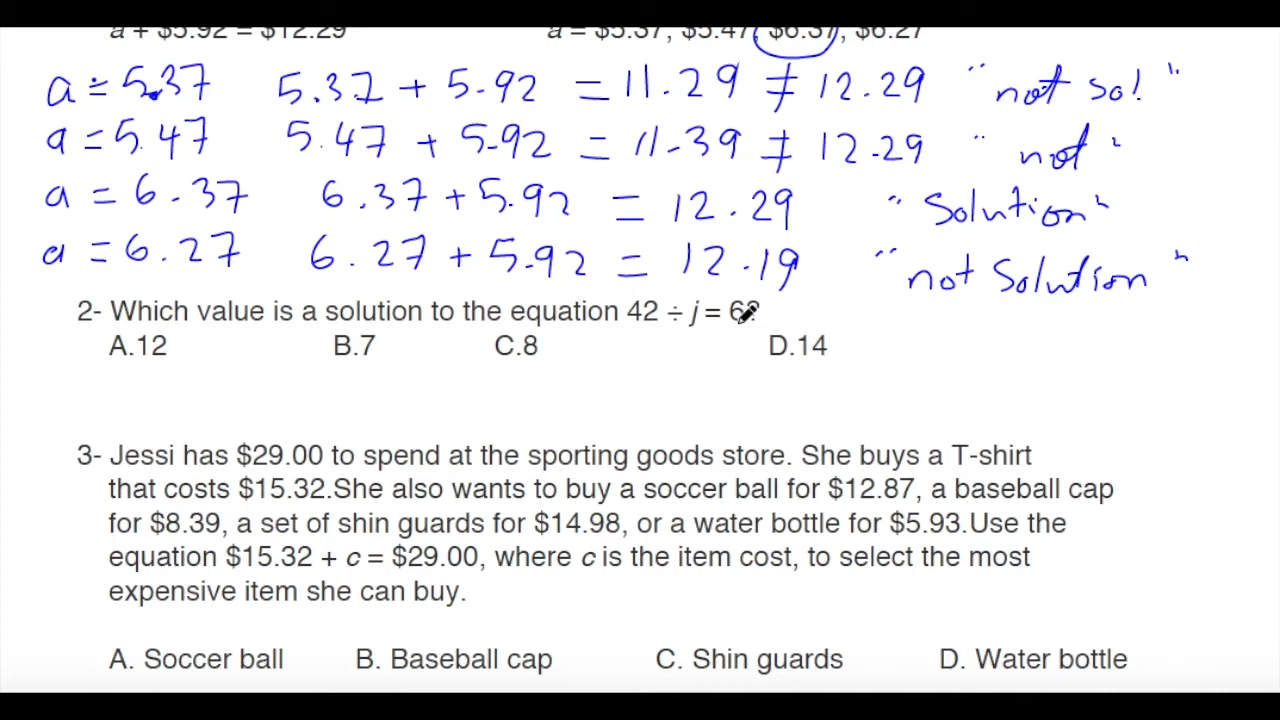 a + $5.92 = $12.29 a = $5.37, $5.47, $6.37, $6.27
a = 5.37 5.37 + 5.92 = 11.29 ≠ 12.29 "not sol"
a = 5.47 5.47 + 5.92 = 11.39 ≠ 12.29 "not"
a = 6.37 6.37 + 5.92 = 12.29 "Solution"
a = 6.27 6.27 + 5.92 = 12.19 "not Solution"
2- Which value is a solution to the equation 42 ÷ j = 6?
A.12 B.7 C.8 D.14
3- Jessi has $29.00 to spend at the sporting goods store. She buys a T-shirt
that costs $15.32.She also wants to buy a soccer ball for $12.87, a baseball cap
for $8.39, a set of shin guards for $14.98, or a water bottle for $5.93.Use the
equation $15.32 + c = $29.00, where c is the item cost, to select the most
expensive item she can buy.
A. Soccer ball B. Baseball cap C. Shin guards D. Water bottle